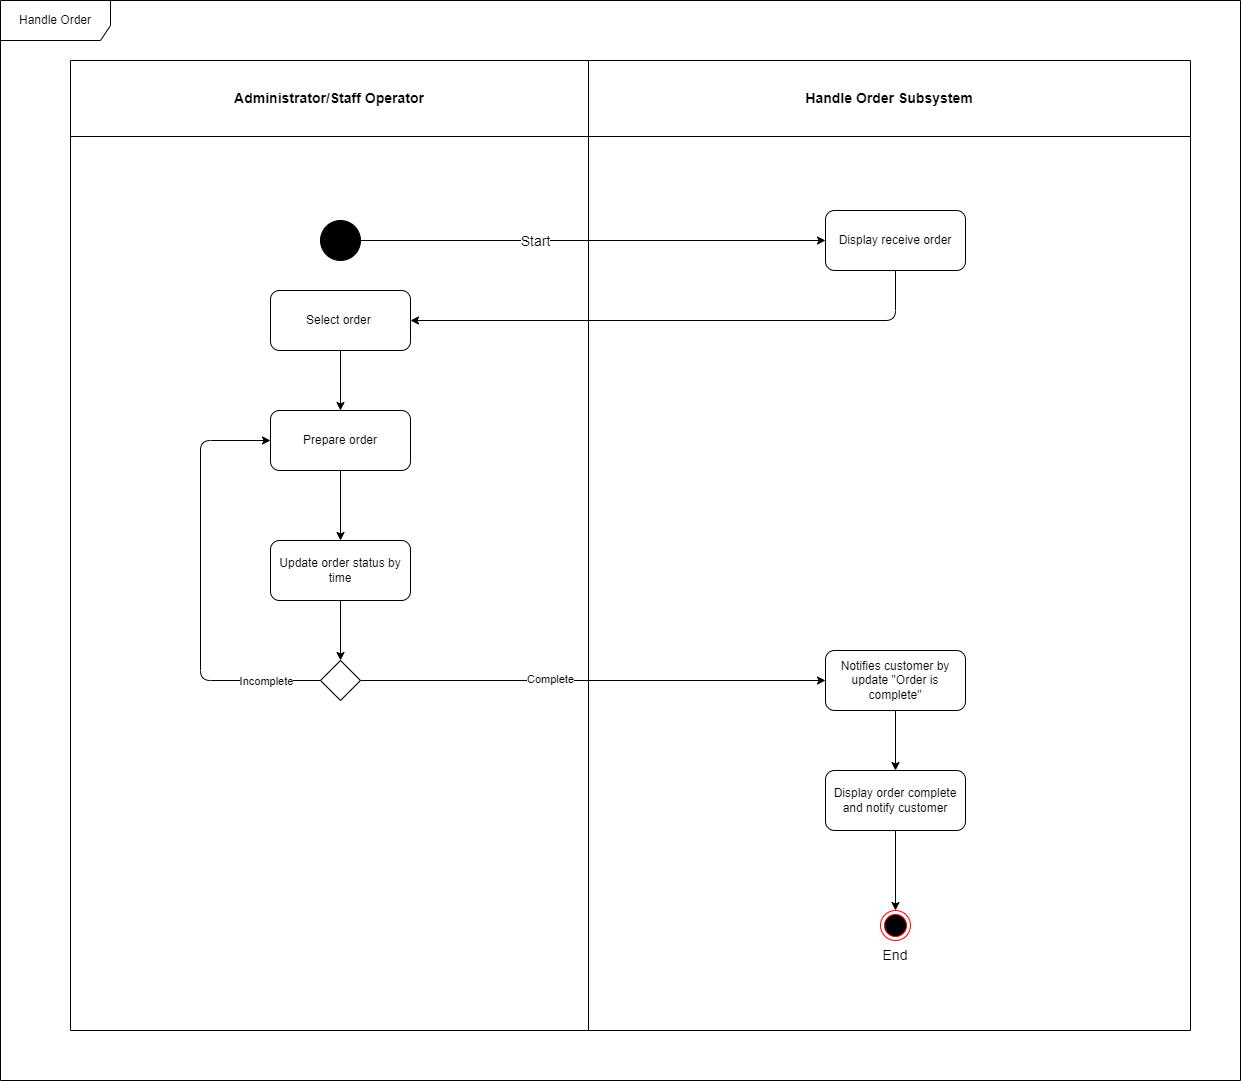 Handle Order
Administrator/Staff Operator
Handle Order Subsystem
Start
Display receive order
Select order
Prepare order
Update order status by
time
Incomplete
Complete
Notifies customer by
update "Order is
complete"
Display order complete
and notify customer
End